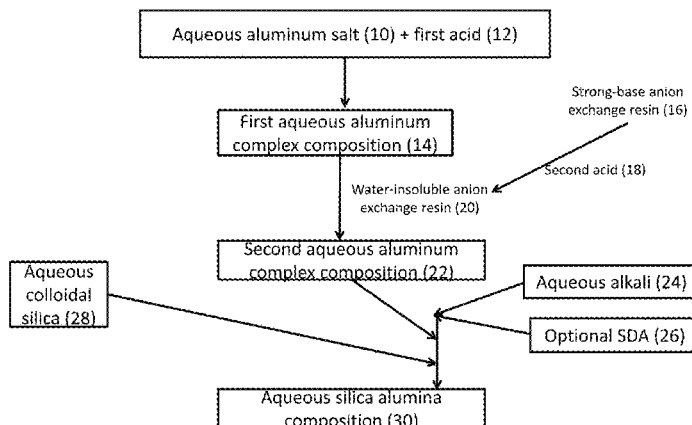 Aqueous aluminum salt (10) + first acid (12)
Strong-base anion
exchange resin (16)
First aqueous aluminum
complex composition (14)
Second acid (18)
Water-insoluble anion
exchange resin (20)
Second aqueous aluminum
complex composition (22)
Aqueous
colloidal
silica (28)
Aqueous alkali (24)
Optional SDA (26)
Aqueous silica alumina
composition (30)